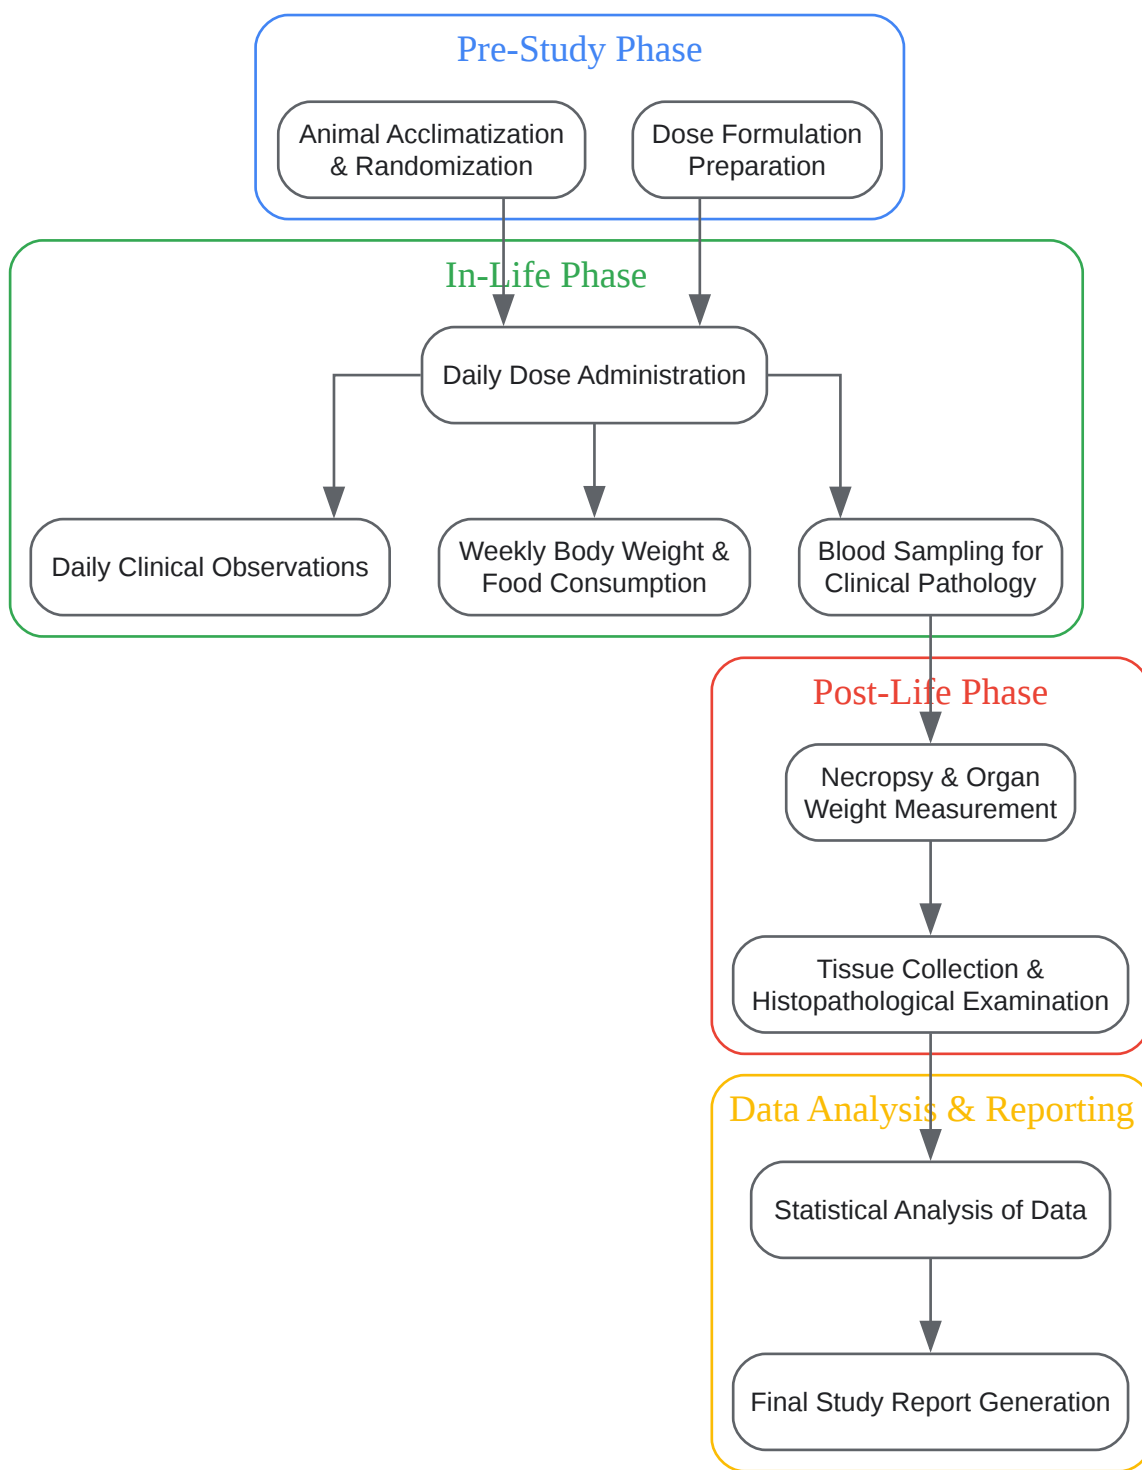 Pre-Study Phase
Animal Acclimatization
& Randomization
Dose Formulation
Preparation
In-Life Phase
Daily Dose Administration
Daily Clinical Observations
Weekly Body Weight &
Food Consumption
Blood Sampling for
Clinical Pathology
Post-Life Phase
Necropsy & Organ
Weight Measurement
Tissue Collection &
Histopathological Examination
Data Analysis & Reporting
Statistical Analysis of Data
Final Study Report Generation